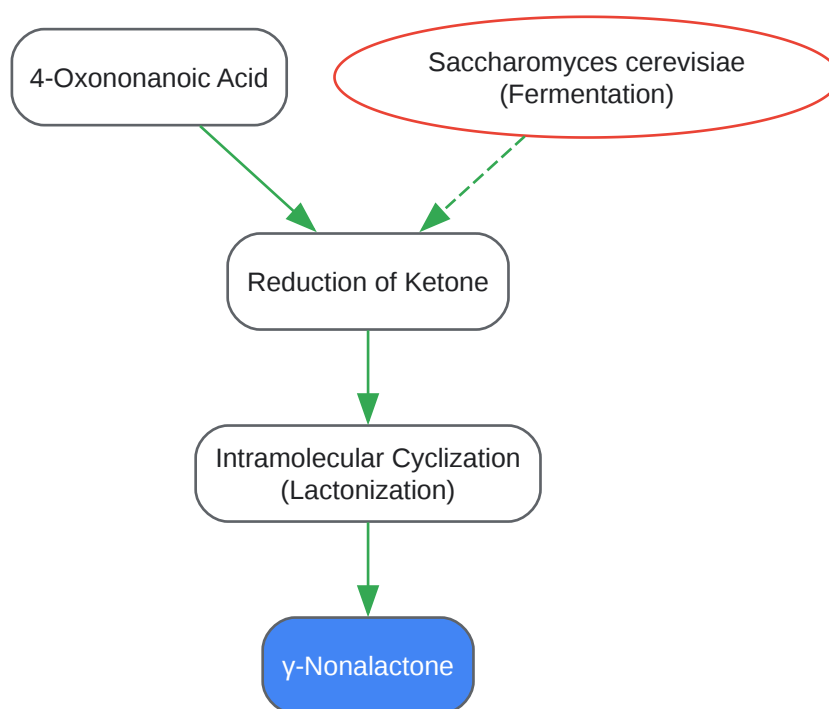 4-Oxononanoic Acid
Saccharomyces cerevisiae
(Fermentation)
Reduction of Ketone
Intramolecular Cyclization
(Lactonization)
γ-Nonalactone